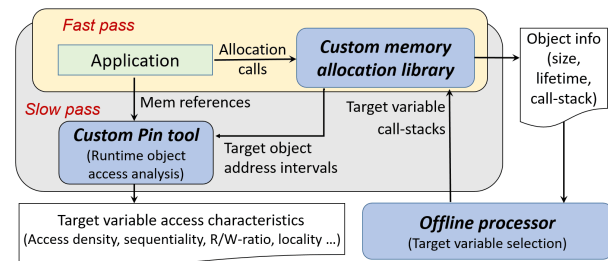 Fast pass
Application
Allocation
calls
Custom memory
allocation library
Object info
(size,
lifetime,
call-stack)
Slow pass
Mem references
Custom Pin tool
(Runtime object
access analysis)
Target object
address intervals
Target variable
call-stacks
Target variable access characteristics
(Access density, sequentiality, R/W-ratio, locality ...)
Offline processor
(Target variable selection)